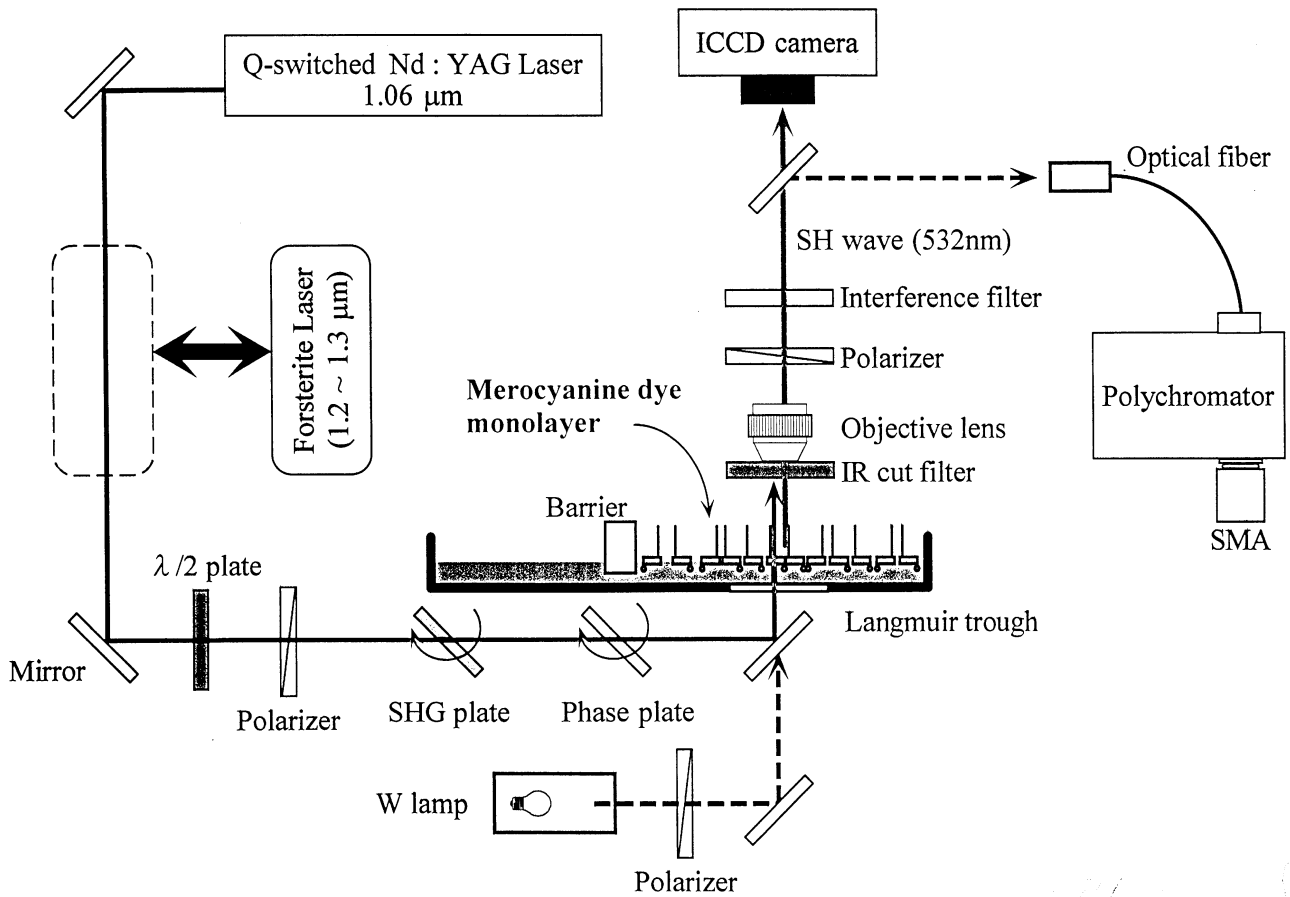 ICCD camera
Q-switched Nd : YAG Laser
1.06 μm
Optical fiber
SH wave (532nm)
Interference filter
Forsterite Laser
(1.2 ~ 1.3 μm)
Polarizer
Merocyanine dye
monolayer
Polychromator
Objective lens
IR cut filter
Barrier
SMA
λ /2 plate
Langmuir trough
Mirror
Polarizer
SHG plate
Phase plate
W lamp
Polarizer